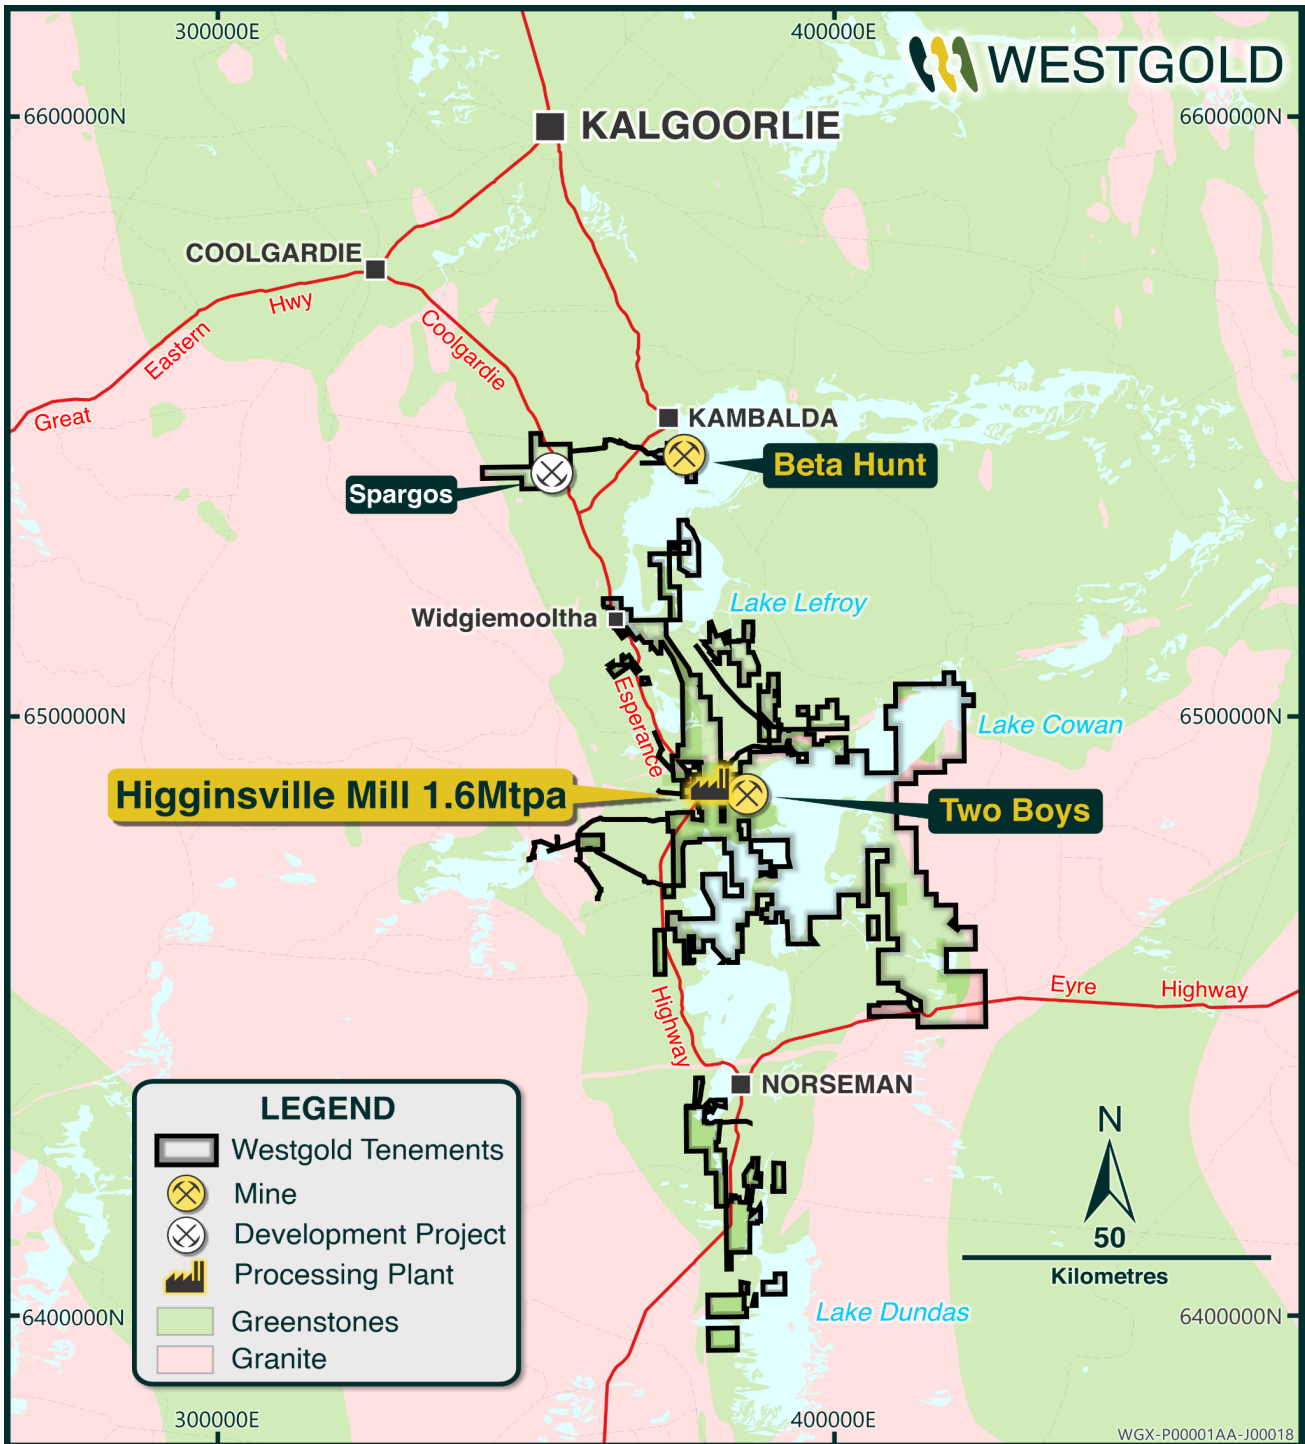 300000E
400000E
WESTGOLD
6600000N
6600000N
KALGOORLIE
COOLGARDIE
Great
Eastern
Hwy
Coolgardie
KAMBALDA
Beta Hunt
Spargos
Lake Lefroy
Widgiemooltha
Esperance
6500000N
6500000N
Lake Cowan
Higginsville Mill 1.6Mtpa
Two Boys
Highway
Eyre
Highway
NORSEMAN
LEGEND
Westgold Tenements
Mine
Development Project
Processing Plant
Greenstones
Granite
N
50
Kilometres
Lake Dundas
6400000N
6400000N
300000E
400000E
WGX-P00001AA-J00018